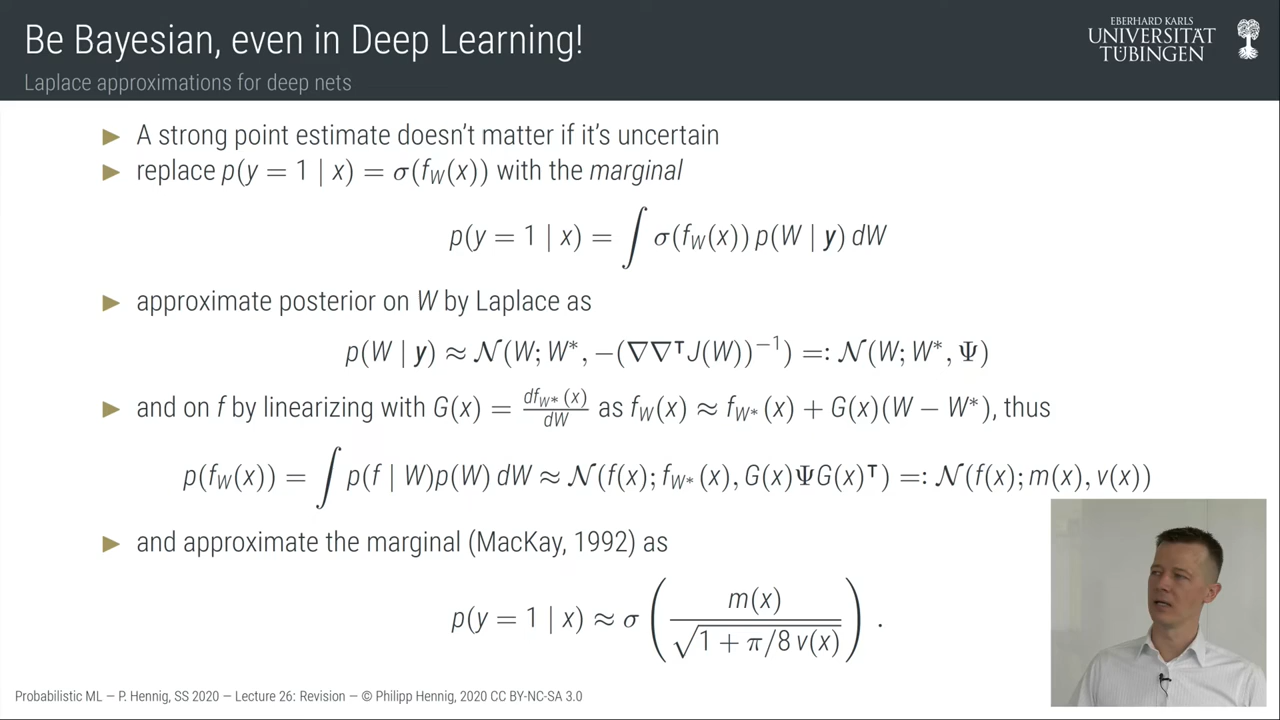 Be Bayesian, even in Deep Learning!
Laplace approximations for deep nets
EBERHARD KARLS
UNIVERSITÄT
TÜBINGEN
▶ A strong point estimate doesn't matter if it's uncertain
▶ replace p(y = 1 | x) = σ(f_W(x)) with the marginal
p(y = 1 | x) = ∫ σ(f_W(x)) p(W | y) dW
▶ approximate posterior on W by Laplace as
p(W | y) ≈ 𝒩(W; W*, −(∇∇ᵀJ(W))⁻¹) =: 𝒩(W; W*, Ψ)
▶ and on f by linearizing with G(x) = df_{W*}(x)/dW as f_W(x) ≈ f_{W*}(x) + G(x)(W − W*), thus
p(f_W(x)) = ∫ p(f | W)p(W) dW ≈ 𝒩(f(x); f_{W*}(x), G(x)ΨG(x)ᵀ) =: 𝒩(f(x); m(x), v(x))
▶ and approximate the marginal (MacKay, 1992) as
p(y = 1 | x) ≈ σ( m(x) / √(1 + π/8 v(x)) ) .
Probabilistic ML — P. Hennig, SS 2020 — Lecture 26: Revision — © Philipp Hennig, 2020 CC BY-NC-SA 3.0